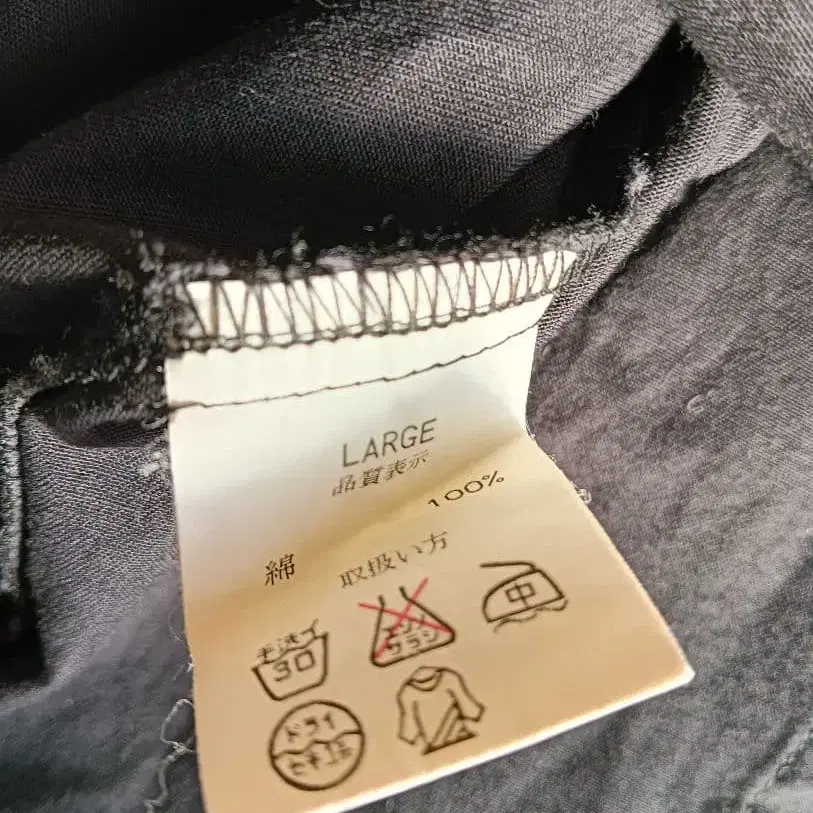 LARGE
品質表示
綿 100%
取扱い方
手洗イ
30
エンソ
サラシ
中
ドライ
セキユ系